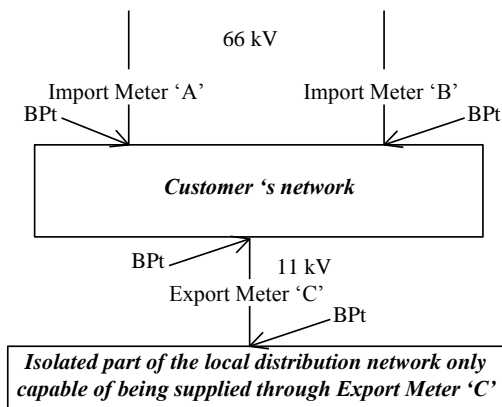 66 kV
Import Meter ‘A’
Import Meter ‘B’
BPt
BPt
Customer ‘s network
BPt
11 kV
Export Meter ‘C’
BPt
Isolated part of the local distribution network only
capable of being supplied through Export Meter ‘C’